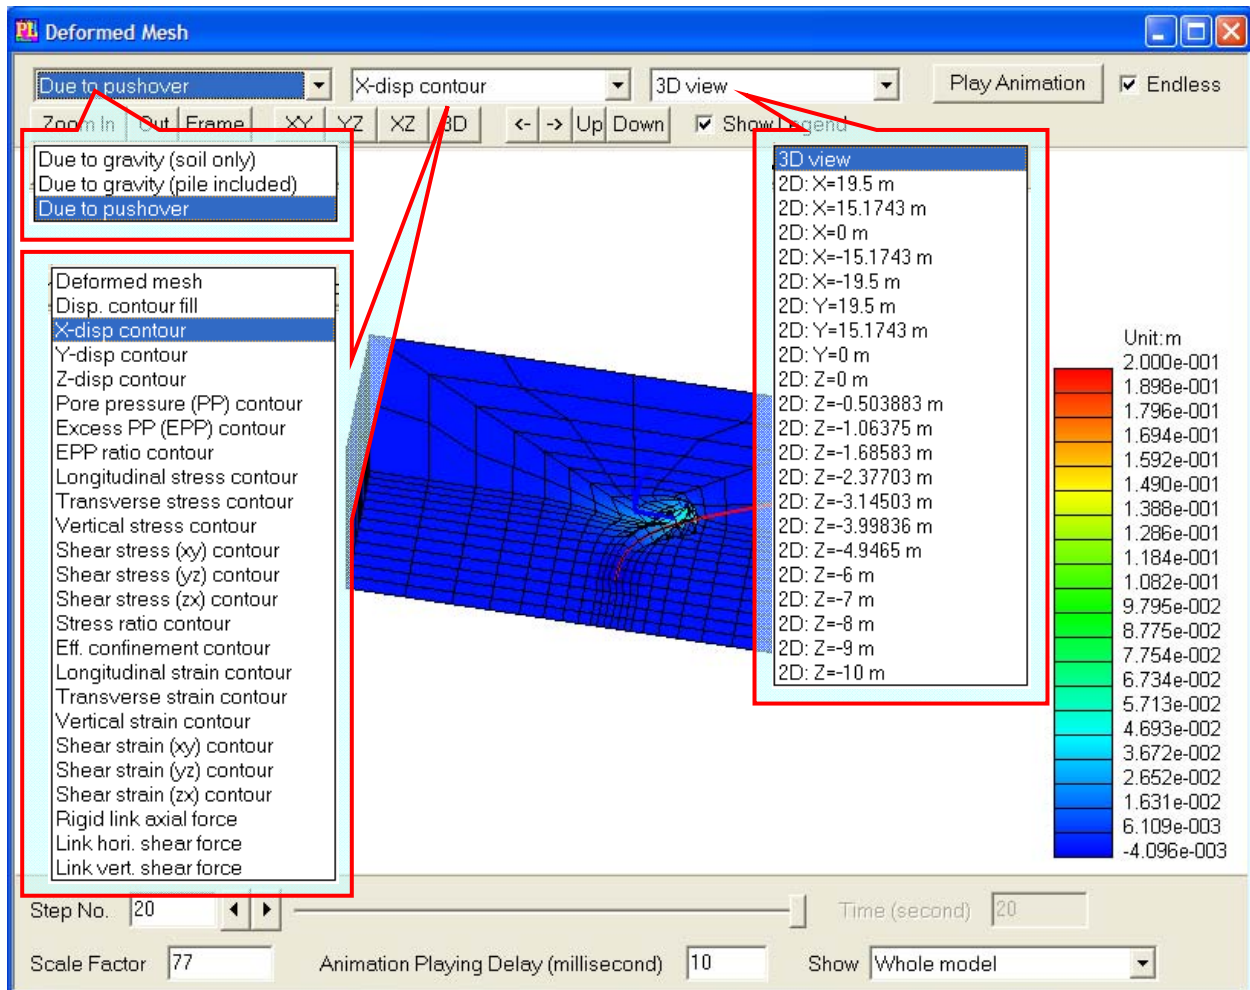 PL Deformed Mesh
Due to pushover X-disp contour 3D view Play Animation Endless
Zoom In Out Frame XY YZ XZ 3D <- -> Up Down Show Legend
Due to gravity (soil only)
Due to gravity (pile included)
Due to pushover
Deformed mesh
Disp. contour fill
X-disp contour
Y-disp contour
Z-disp contour
Pore pressure (PP) contour
Excess PP (EPP) contour
EPP ratio contour
Longitudinal stress contour
Transverse stress contour
Vertical stress contour
Shear stress (xy) contour
Shear stress (yz) contour
Shear stress (zx) contour
Stress ratio contour
Eff. confinement contour
Longitudinal strain contour
Transverse strain contour
Vertical strain contour
Shear strain (xy) contour
Shear strain (yz) contour
Shear strain (zx) contour
Rigid link axial force
Link hori. shear force
Link vert. shear force
3D view
2D: X=19.5 m
2D: X=15.1743 m
2D: X=0 m
2D: X=-15.1743 m
2D: X=-19.5 m
2D: Y=19.5 m
2D: Y=15.1743 m
2D: Y=0 m
2D: Z=0 m
2D: Z=-0.503883 m
2D: Z=-1.06375 m
2D: Z=-1.68583 m
2D: Z=-2.37703 m
2D: Z=-3.14503 m
2D: Z=-3.99836 m
2D: Z=-4.9465 m
2D: Z=-6 m
2D: Z=-7 m
2D: Z=-8 m
2D: Z=-9 m
2D: Z=-10 m
Unit:m
2.000e-001
1.898e-001
1.796e-001
1.694e-001
1.592e-001
1.490e-001
1.388e-001
1.286e-001
1.184e-001
1.082e-001
9.795e-002
8.775e-002
7.754e-002
6.734e-002
5.713e-002
4.693e-002
3.672e-002
2.652e-002
1.631e-002
6.109e-003
-4.096e-003
Step No. 20 Time (second) 20
Scale Factor 77 Animation Playing Delay (millisecond) 10 Show Whole model